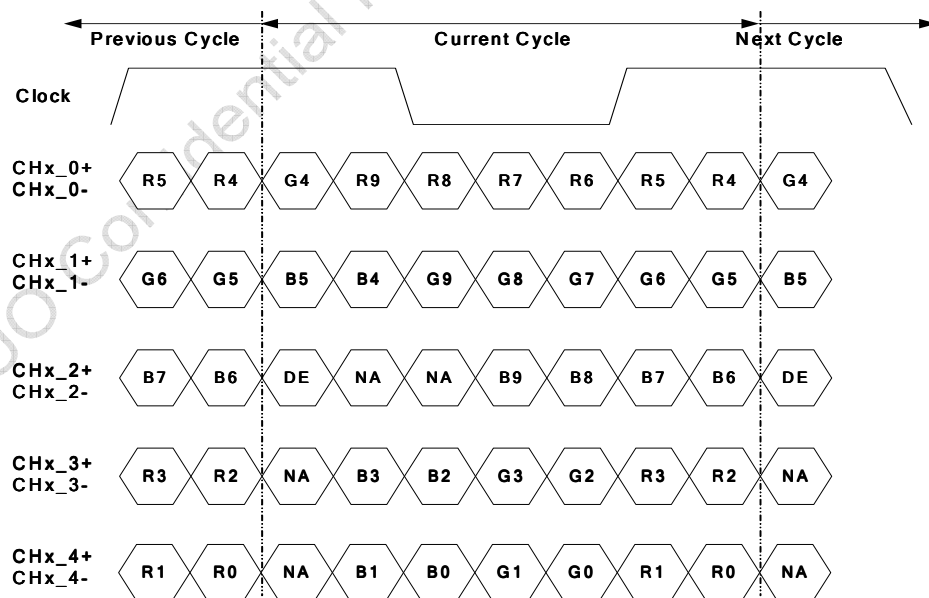 Previous Cycle Current Cycle Next Cycle
Clock
CHx_0+
CHx_0-
R5 R4 G4 R9 R8 R7 R6 R5 R4 G4
CHx_1+
CHx_1-
G6 G5 B5 B4 G9 G8 G7 G6 G5 B5
CHx_2+
CHx_2-
B7 B6 DE NA NA B9 B8 B7 B6 DE
CHx_3+
CHx_3-
R3 R2 NA B3 B2 G3 G2 R3 R2 NA
CHx_4+
CHx_4-
R1 R0 NA B1 B0 G1 G0 R1 R0 NA
UO Confidential